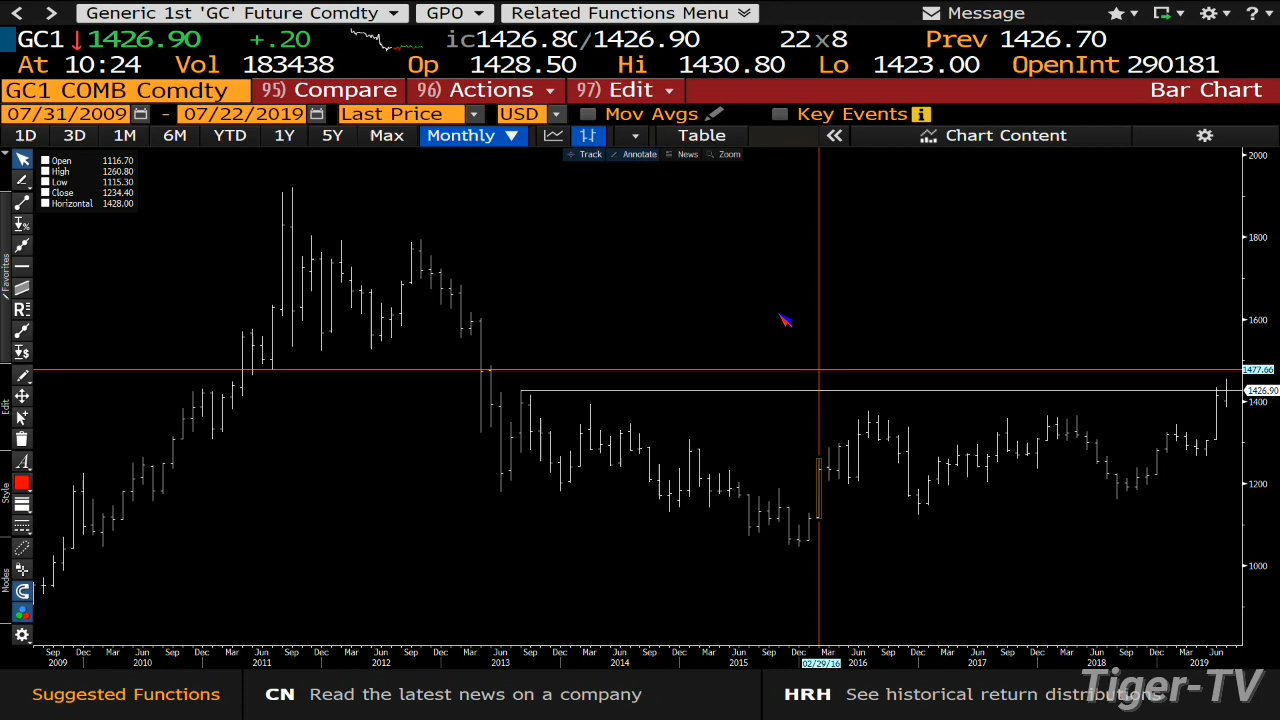 Generic 1st 'GC' Future Comdty GPO Related Functions Menu Message ?
GC1 1426.90 +.20 ic1426.80/1426.90 22x8 Prev 1426.70
At 10:24 Vol 183438 Op 1428.50 Hi 1430.80 Lo 1423.00 OpenInt 290181
GC1 COMB Comdty 95) Compare 96) Actions 97) Edit Bar Chart
07/31/2009 - 07/22/2019 Last Price USD Mov Avgs Key Events
1D 3D 1M 6M YTD 1Y 5Y Max Monthly Table Chart Content
Track Annotate News Zoom
Open 1116.70
High 1260.80
Low 1115.30
Close 1234.40
Horizontal 1428.00
Favorites
Edit
Style
Modes
2000
1800
1600
1477.66
1426.90
1400
1200
1000
Sep Dec Mar Jun Sep Dec Mar Jun Sep Dec Mar Jun Sep Dec Mar Jun Sep Dec Mar Jun Sep Dec Mar Jun Sep Dec Mar Jun Sep Dec Mar Jun Sep Dec Mar Jun Sep Dec Mar Jun
2009 2010 2011 2012 2013 2014 2015 02/29/16 2016 2017 2018 2019
Suggested Functions CN Read the latest news on a company HRH See historical return distributions
Tiger-TV